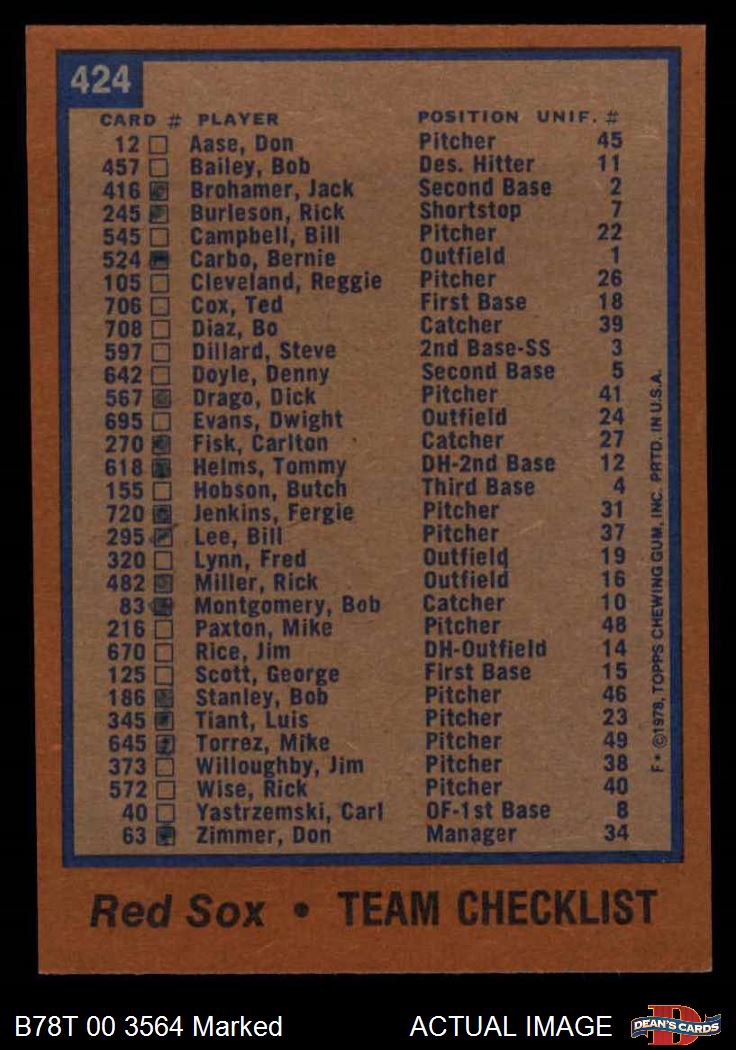 424
CARD # PLAYER POSITION UNIF. #
12 Aase, Don Pitcher 45
457 Bailey, Bob Des. Hitter 11
416 Brohamer, Jack Second Base 2
245 Burleson, Rick Shortstop 7
545 Campbell, Bill Pitcher 22
524 Carbo, Bernie Outfield 1
105 Cleveland, Reggie Pitcher 26
706 Cox, Ted First Base 18
708 Diaz, Bo Catcher 39
597 Dillard, Steve 2nd Base-SS 3
642 Doyle, Denny Second Base 5
567 Drago, Dick Pitcher 41
695 Evans, Dwight Outfield 24
270 Fisk, Carlton Catcher 27
618 Helms, Tommy DH-2nd Base 12
155 Hobson, Butch Third Base 4
720 Jenkins, Fergie Pitcher 31
295 Lee, Bill Pitcher 37
320 Lynn, Fred Outfield 19
482 Miller, Rick Outfield 16
83 Montgomery, Bob Catcher 10
216 Paxton, Mike Pitcher 48
670 Rice, Jim DH-Outfield 14
125 Scott, George First Base 15
186 Stanley, Bob Pitcher 46
345 Tiant, Luis Pitcher 23
645 Torrez, Mike Pitcher 49
373 Willoughby, Jim Pitcher 38
572 Wise, Rick Pitcher 40
40 Yastrzemski, Carl OF-1st Base 8
63 Zimmer, Don Manager 34
F* ©1978, TOPPS CHEWING GUM, INC. PRTD. IN U.S.A.
Red Sox • TEAM CHECKLIST
B78T 00 3564 Marked ACTUAL IMAGE
D
DEAN'S CARDS